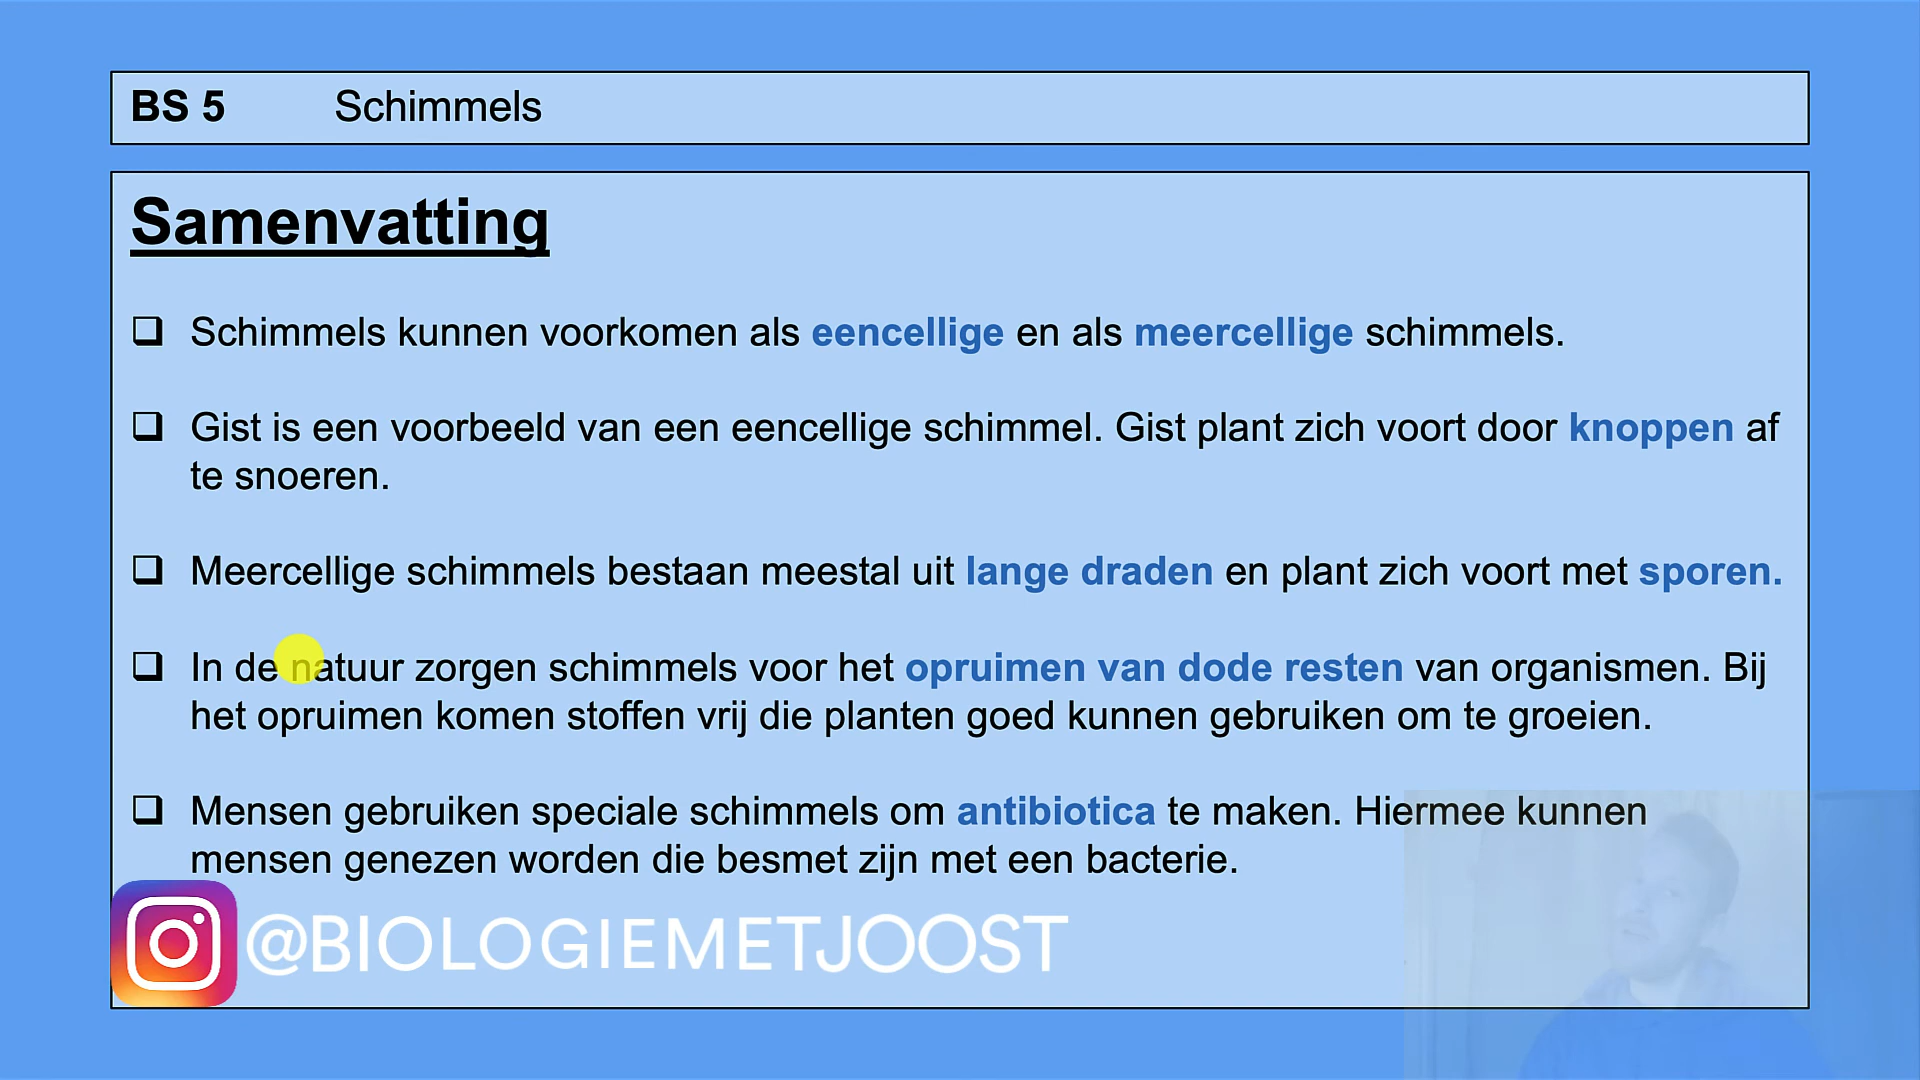 BS 5 Schimmels
Samenvatting
Schimmels kunnen voorkomen als eencellige en als meercellige schimmels.
Gist is een voorbeeld van een eencellige schimmel. Gist plant zich voort door knoppen af
te snoeren.
Meercellige schimmels bestaan meestal uit lange draden en plant zich voort met sporen.
In de natuur zorgen schimmels voor het opruimen van dode resten van organismen. Bij
het opruimen komen stoffen vrij die planten goed kunnen gebruiken om te groeien.
Mensen gebruiken speciale schimmels om antibiotica te maken. Hiermee kunnen
mensen genezen worden die besmet zijn met een bacterie.
@BIOLOGIEMETJOOST